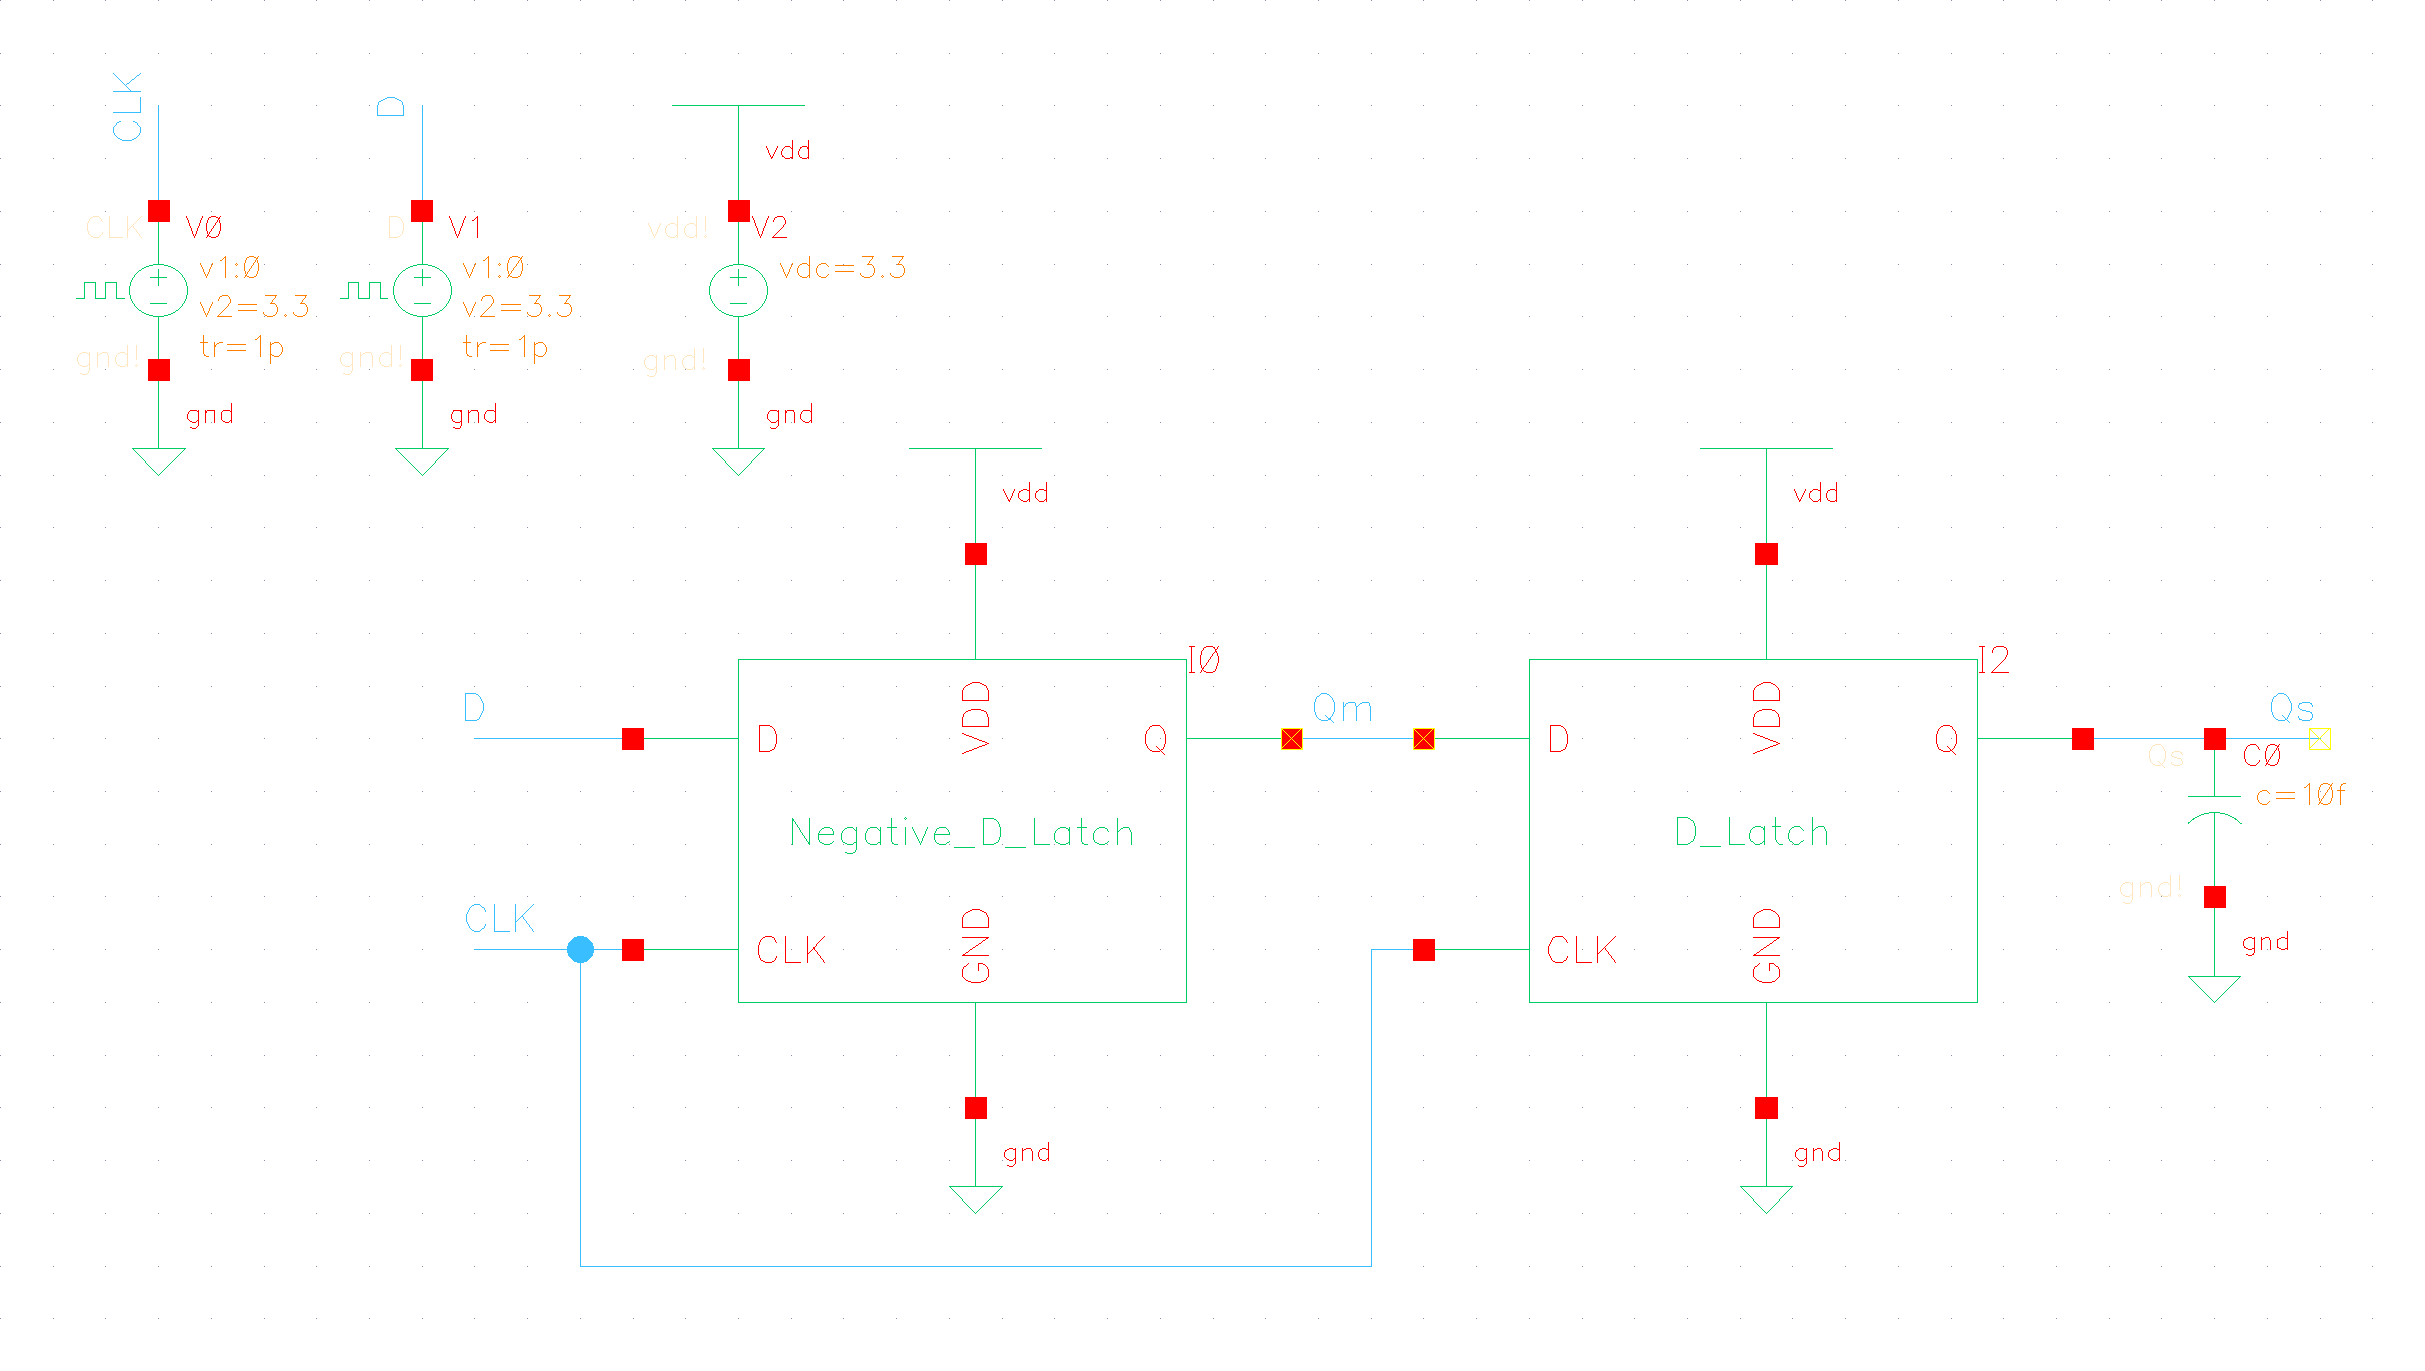 CLK
D
vdd
CLK
V0
D
V1
vdd!
V2
v1:0
v1:0
vdc=3.3
v2=3.3
v2=3.3
tr=1p
tr=1p
gnd!
gnd!
gnd!
gnd
gnd
gnd
vdd
vdd
I0
I2
D
D
VDD
Q
Qm
D
VDD
Q
Qs
Qs
C0
c=10f
Negative_D_Latch
D_Latch
gnd!
CLK
CLK
GND
CLK
GND
gnd
gnd
gnd